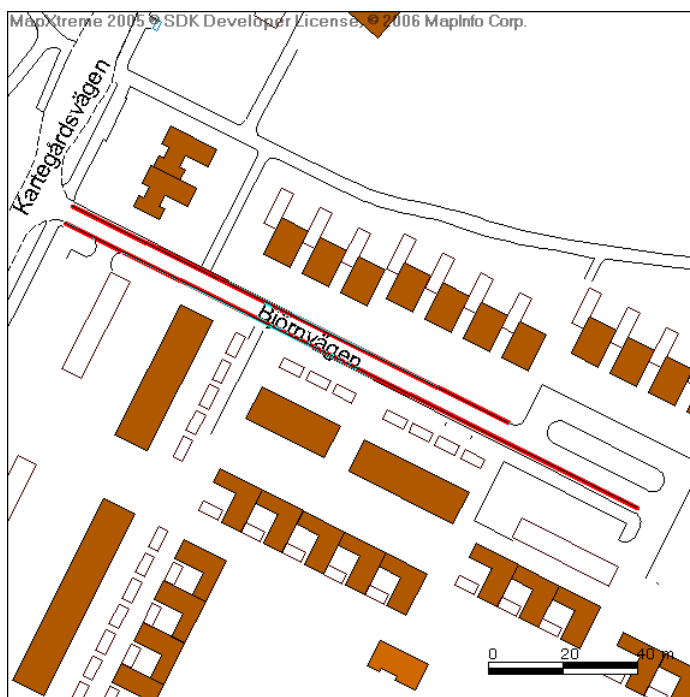 MapXtreme 2005 © SDK Developer License, © 2006 MapInfo Corp.
Kartegårdsvägen
Björnvägen
0 20 40 m